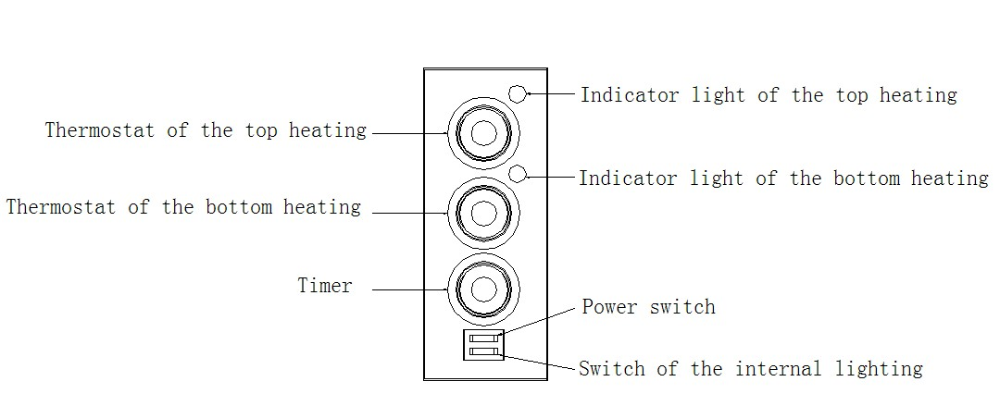 Indicator light of the top heating
Thermostat of the top heating
Indicator light of the bottom heating
Thermostat of the bottom heating
Timer
Power switch
Switch of the internal lighting